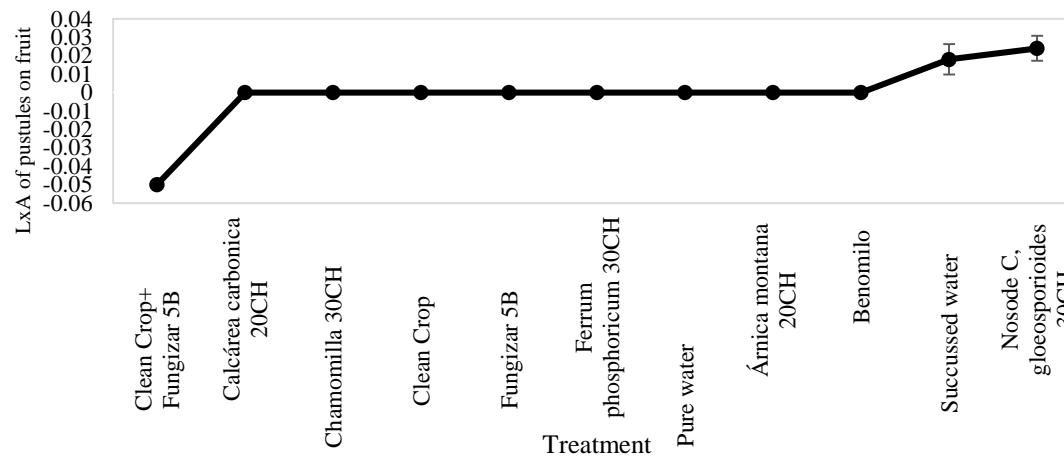 0.04
0.03
0.02
0.01
0
-0.01
-0.02
-0.03
-0.04
-0.05
-0.06
LxA of pustules on fruit
Clean Crop+
Fungizar 5B
Calcárea carbonica
20CH
Chamomilla 30CH
Clean Crop
Fungizar 5B
Ferrum
phosphoricum 30CH
Pure water
Árnica montana
20CH
Benomilo
Succussed water
Nosode C,
gloeosporioides
30CH
Treatment